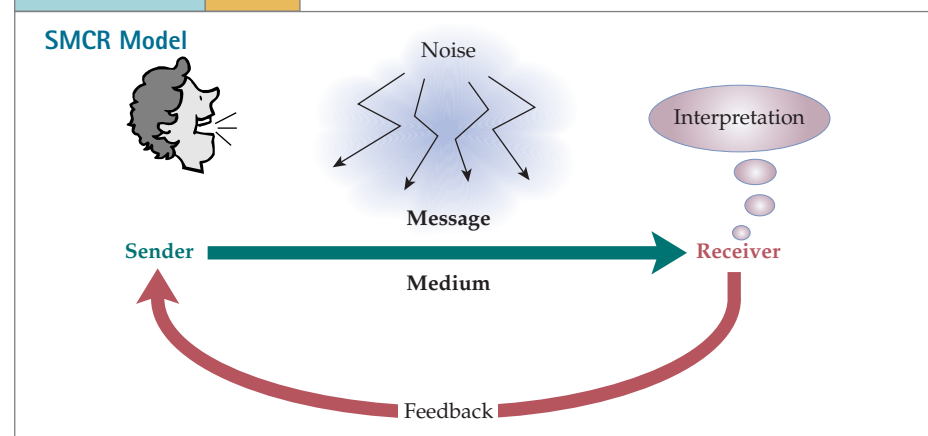 SMCR Model
Noise
Interpretation
Message
Sender
Receiver
Medium
Feedback